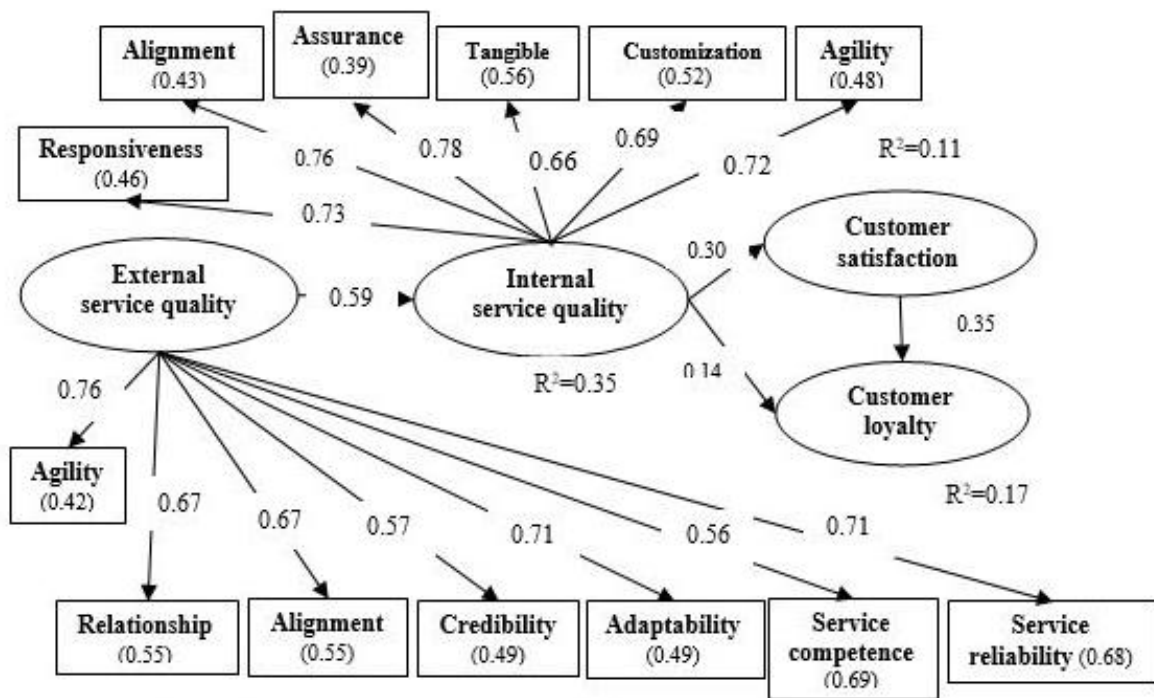 Alignment
(0.43)
Assurance
(0.39)
Tangible
(0.56)
Customization
(0.52)
Agility
(0.48)
Responsiveness
(0.46)
0.76
0.78
0.66
0.69
0.72
R²=0.11
0.73
External
service quality
0.59
Internal
service quality
0.30
Customer
satisfaction
0.35
R²=0.35
0.14
Customer
loyalty
R²=0.17
0.76
Agility
(0.42)
0.67
0.67
0.57
0.71
0.56
0.71
Relationship
(0.55)
Alignment
(0.55)
Credibility
(0.49)
Adaptability
(0.49)
Service
competence
(0.69)
Service
reliability (0.68)